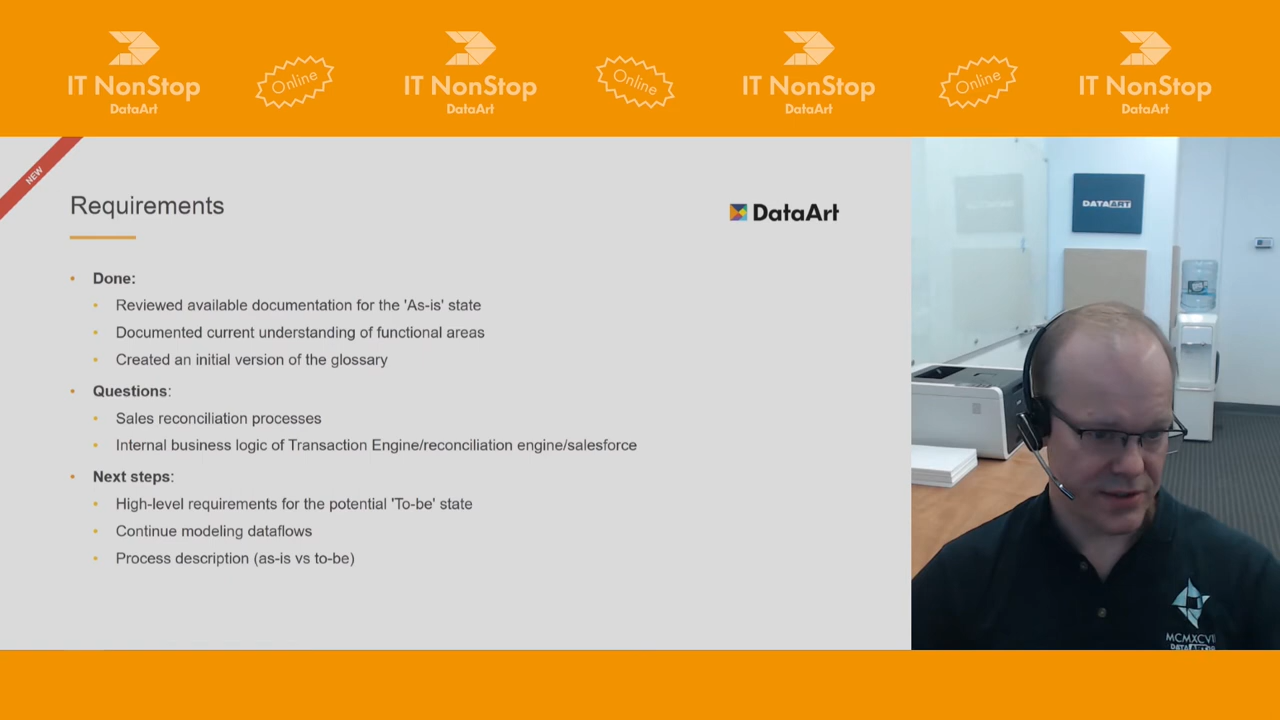 IT NonStop
DataArt
Online
IT NonStop
DataArt
Online
IT NonStop
DataArt
Online
IT NonStop
DataArt
NEW
Requirements
DataArt
• Done:
• Reviewed available documentation for the 'As-is' state
• Documented current understanding of functional areas
• Created an initial version of the glossary
• Questions:
• Sales reconciliation processes
• Internal business logic of Transaction Engine/reconciliation engine/salesforce
• Next steps:
• High-level requirements for the potential 'To-be' state
• Continue modeling dataflows
• Process description (as-is vs to-be)
DATAART
MCMXCVII